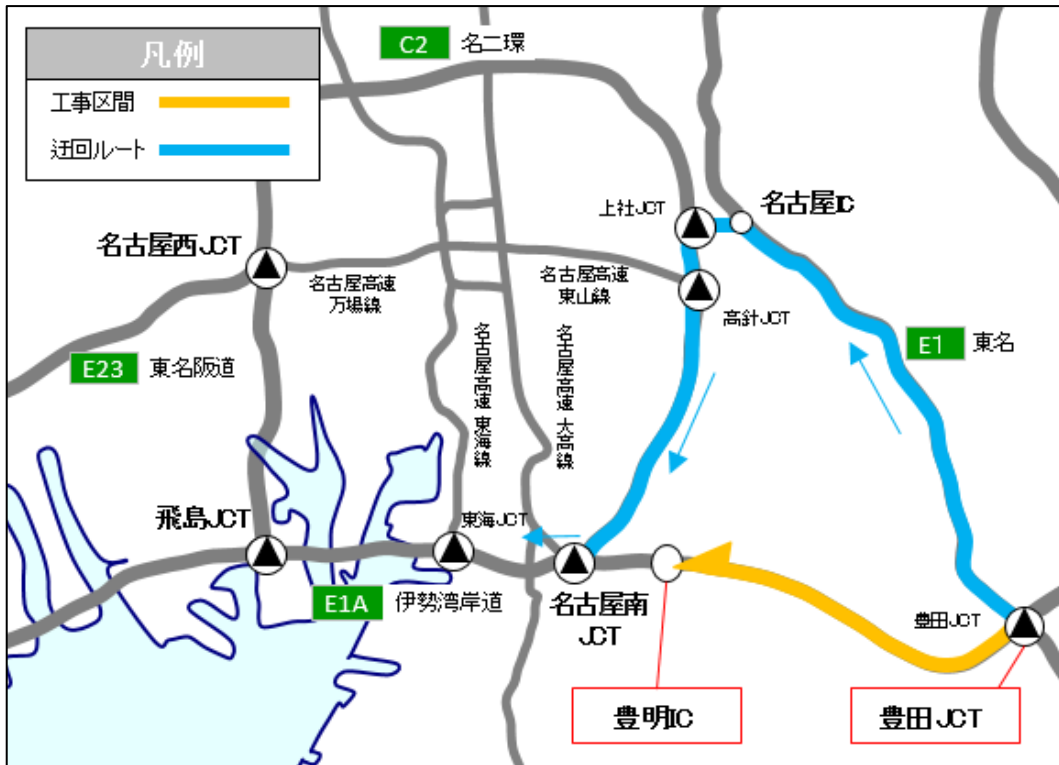 凡例
工事区間
迂回ルート
C2 名二環
上社JCT
名古屋IC
名古屋西JCT
名古屋高速
万場線
名古屋高速
東山線
高針JCT
E1 東名
E23 東名阪道
名古屋高速 東海線
名古屋高速 大高線
飛島JCT
東海JCT
E1A 伊勢湾岸道
名古屋南
JCT
豊田JCT
豊明IC
豊田JCT